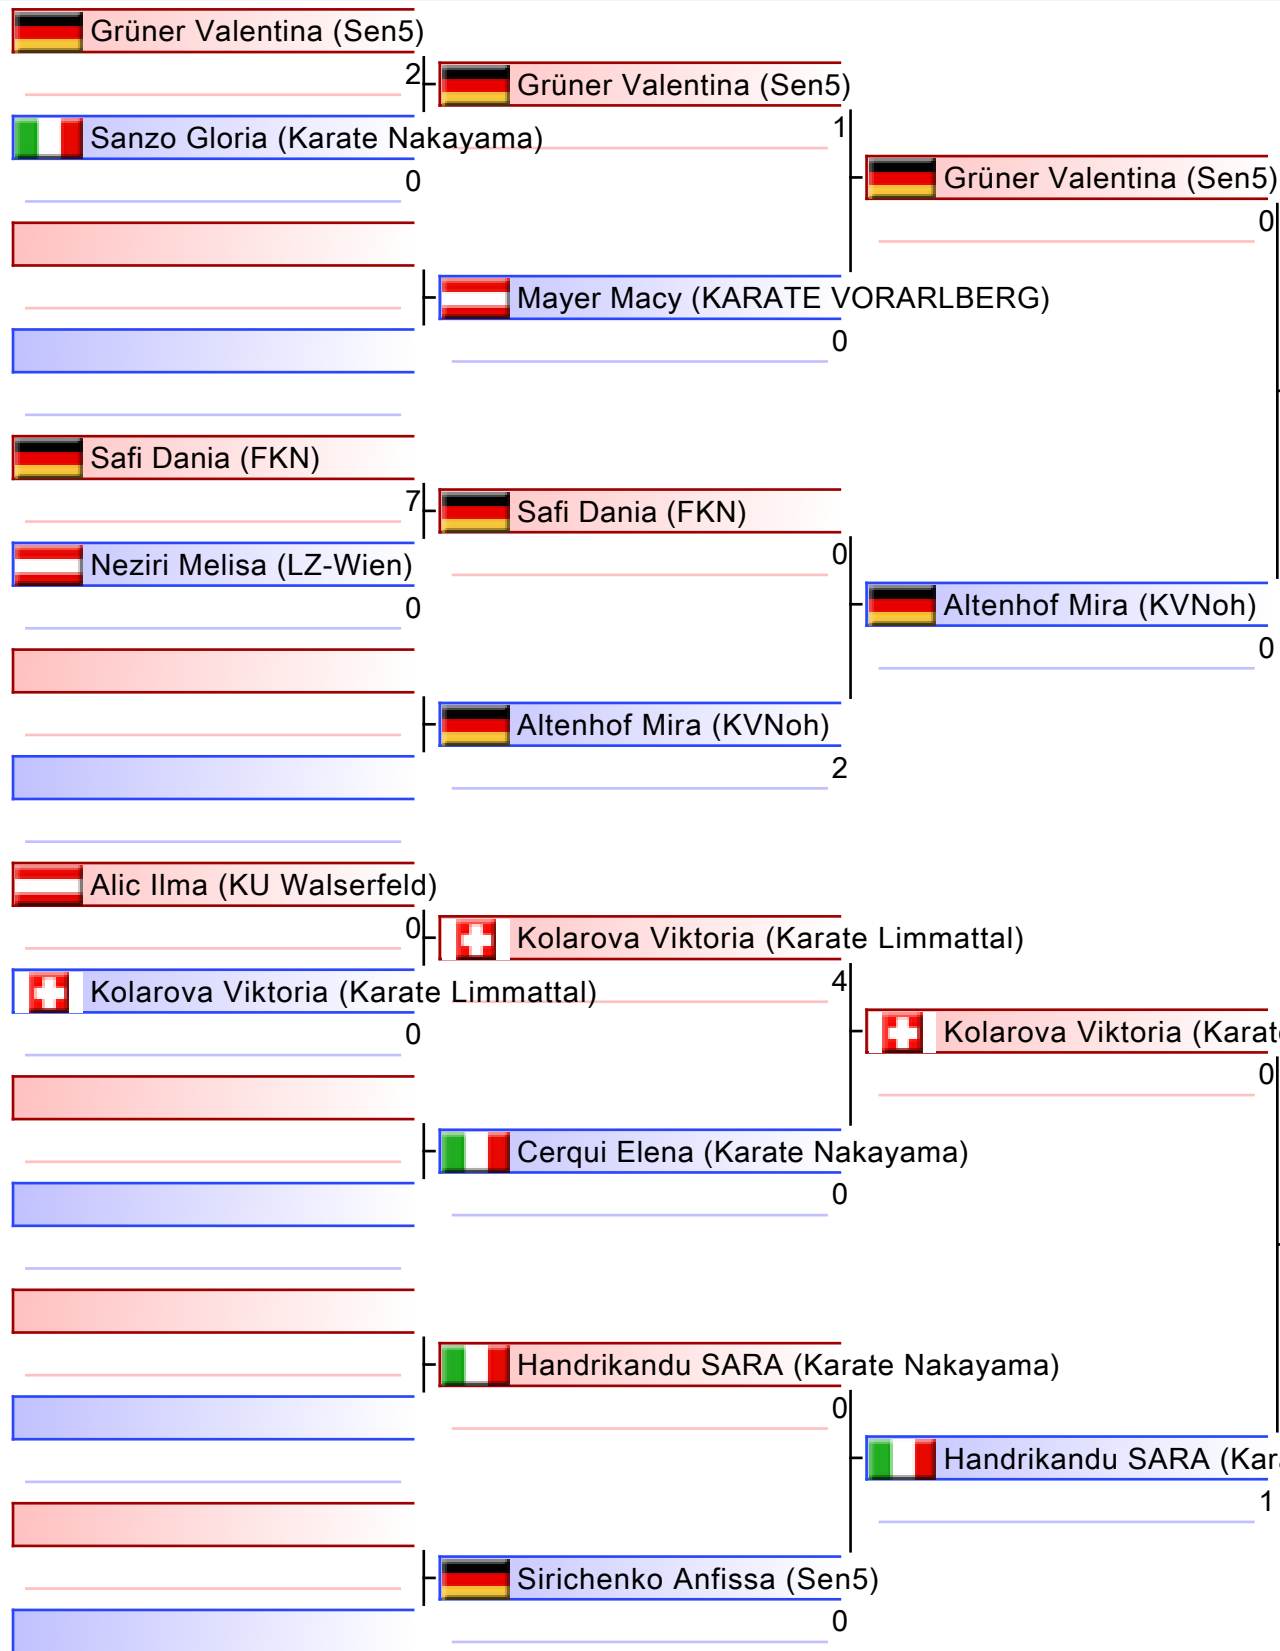 Grüner Valentina (Sen5)
2
Grüner Valentina (Sen5)
1
Sanzo Gloria (Karate Nakayama)
0
Grüner Valentina (Sen5)
0
Mayer Macy (KARATE VORARLBERG)
0
Safi Dania (FKN)
7
Safi Dania (FKN)
0
Neziri Melisa (LZ-Wien)
0
Altenhof Mira (KVNoh)
0
Altenhof Mira (KVNoh)
2
Alic Ilma (KU Walserfeld)
0
Kolarova Viktoria (Karate Limmattal)
4
Kolarova Viktoria (Karate Limmattal)
0
Kolarova Viktoria (Karate
0
Cerqui Elena (Karate Nakayama)
0
Handrikandu SARA (Karate Nakayama)
0
Handrikandu SARA (Kara
1
Sirichenko Anfissa (Sen5)
0